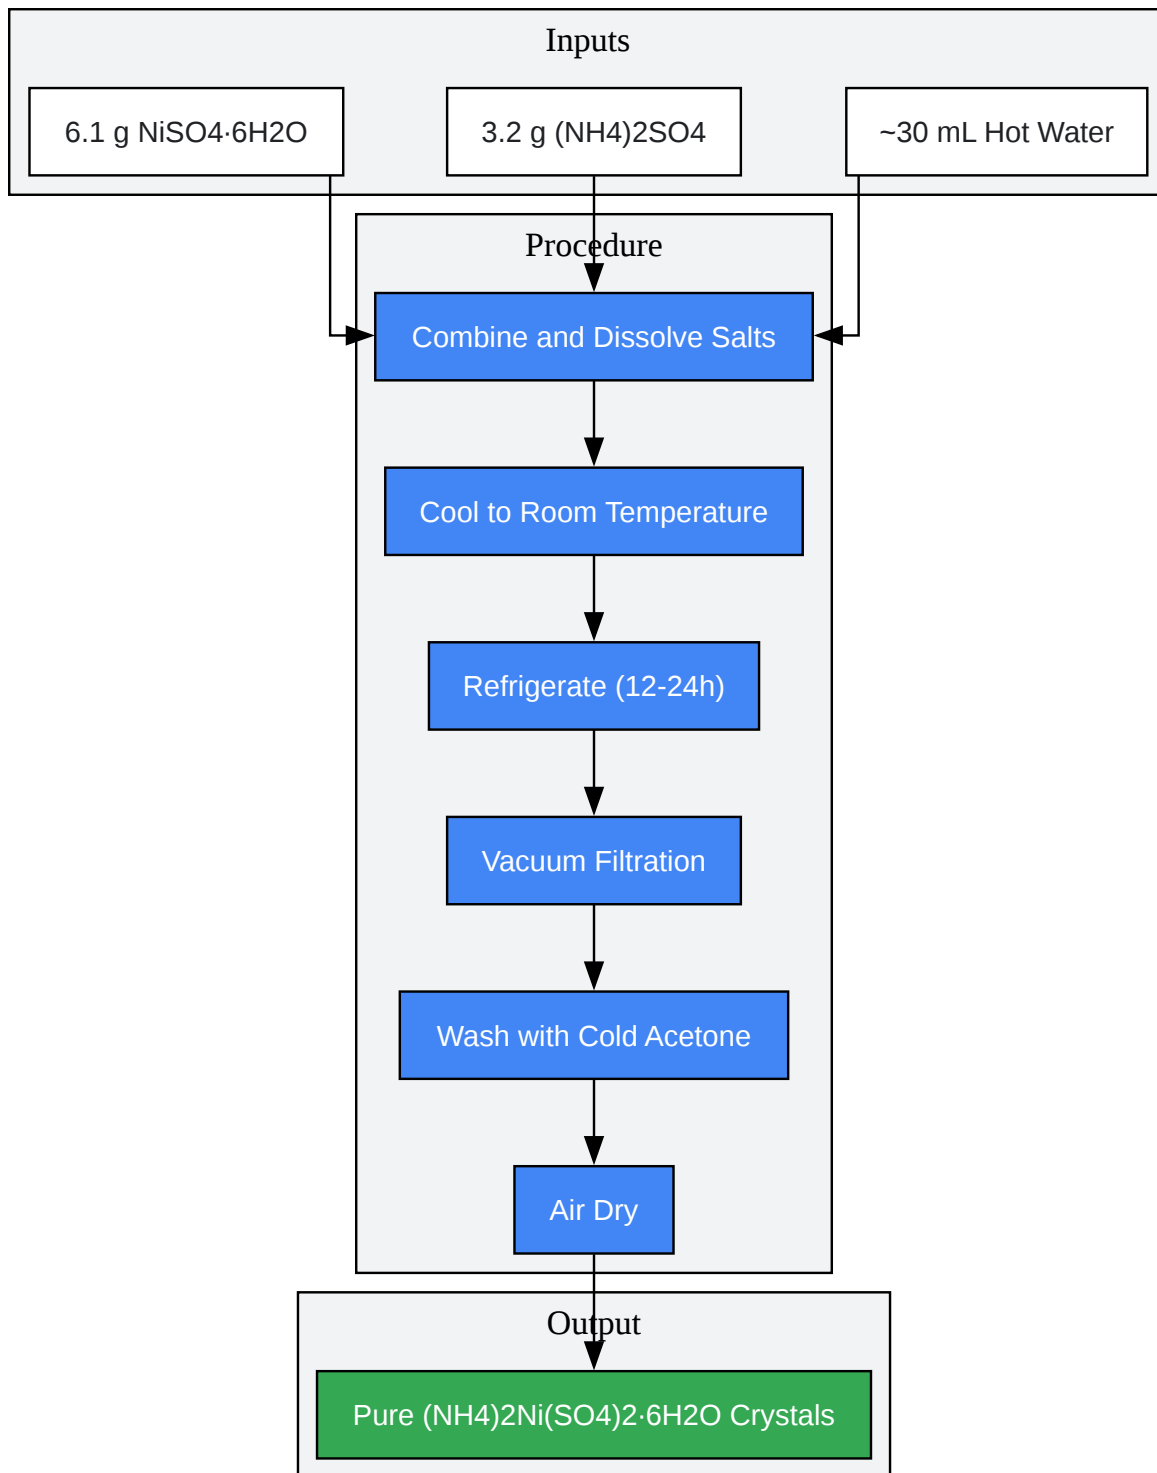 Inputs
6.1 g NiSO4·6H2O
3.2 g (NH4)2SO4
~30 mL Hot Water
Procedure
Combine and Dissolve Salts
Cool to Room Temperature
Refrigerate (12-24h)
Vacuum Filtration
Wash with Cold Acetone
Air Dry
Output
Pure (NH4)2Ni(SO4)2·6H2O Crystals